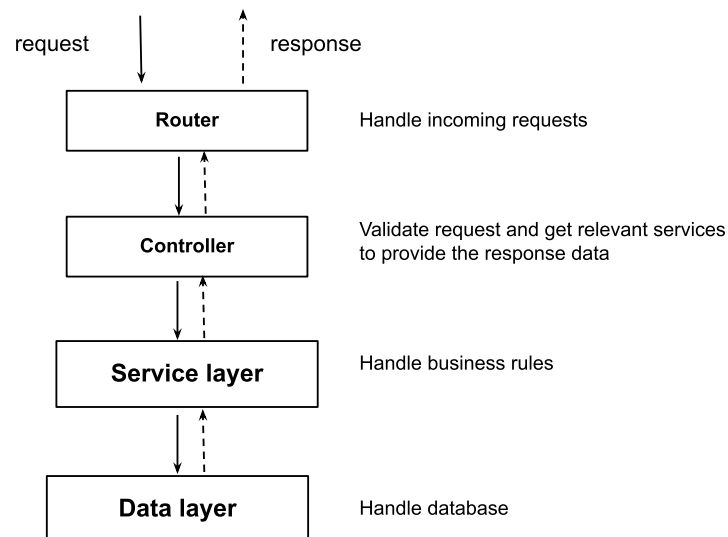 request
response
Router
Handle incoming requests
Controller
Validate request and get relevant services
to provide the response data
Service layer
Handle business rules
Data layer
Handle database